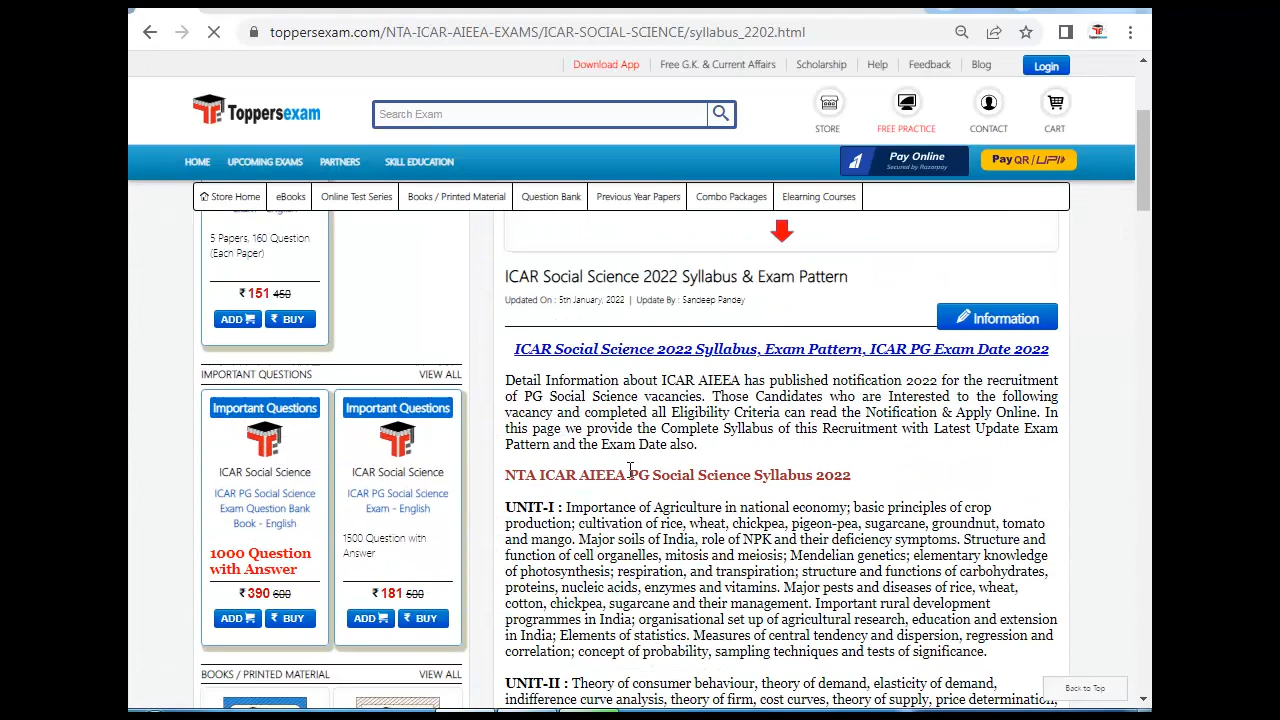 toppersexam.com/NTA-ICAR-AIEEA-EXAMS/ICAR-SOCIAL-SCIENCE/syllabus_2202.html
Download App | Free G.K. & Current Affairs | Scholarship | Help | Feedback | Blog Login
Toppersexam
Search Exam
STORE FREE PRACTICE CONTACT CART
HOME UPCOMING EXAMS PARTNERS SKILL EDUCATION
Pay Online
Secured by Razorpay
Pay QR/UPI
Store Home eBooks Online Test Series Books / Printed Material Question Bank Previous Year Papers Combo Packages Elearning Courses
5 Papers, 160 Question
(Each Paper)
₹ 151 450
ADD ₹ BUY
IMPORTANT QUESTIONS VIEW ALL
Important Questions
ICAR Social Science
ICAR PG Social Science
Exam Question Bank
Book - English
1000 Question
with Answer
₹ 390 600
ADD ₹ BUY
Important Questions
ICAR Social Science
ICAR PG Social Science
Exam - English
1500 Question with
Answer
₹ 181 500
ADD ₹ BUY
BOOKS / PRINTED MATERIAL VIEW ALL
ICAR Social Science 2022 Syllabus & Exam Pattern
Updated On : 5th January, 2022 | Update By : Sandeep Pandey
Information
ICAR Social Science 2022 Syllabus, Exam Pattern, ICAR PG Exam Date 2022
Detail Information about ICAR AIEEA has published notification 2022 for the recruitment
of PG Social Science vacancies. Those Candidates who are Interested to the following
vacancy and completed all Eligibility Criteria can read the Notification & Apply Online. In
this page we provide the Complete Syllabus of this Recruitment with Latest Update Exam
Pattern and the Exam Date also.
NTA ICAR AIEEA PG Social Science Syllabus 2022
UNIT-I : Importance of Agriculture in national economy; basic principles of crop
production; cultivation of rice, wheat, chickpea, pigeon-pea, sugarcane, groundnut, tomato
and mango. Major soils of India, role of NPK and their deficiency symptoms. Structure and
function of cell organelles, mitosis and meiosis; Mendelian genetics; elementary knowledge
of photosynthesis; respiration, and transpiration; structure and functions of carbohydrates,
proteins, nucleic acids, enzymes and vitamins. Major pests and diseases of rice, wheat,
cotton, chickpea, sugarcane and their management. Important rural development
programmes in India; organisational set up of agricultural research, education and extension
in India; Elements of statistics. Measures of central tendency and dispersion, regression and
correlation; concept of probability, sampling techniques and tests of significance.
UNIT-II : Theory of consumer behaviour, theory of demand, elasticity of demand,
indifference curve analysis, theory of firm, cost curves, theory of supply, price determination,
Back to Top